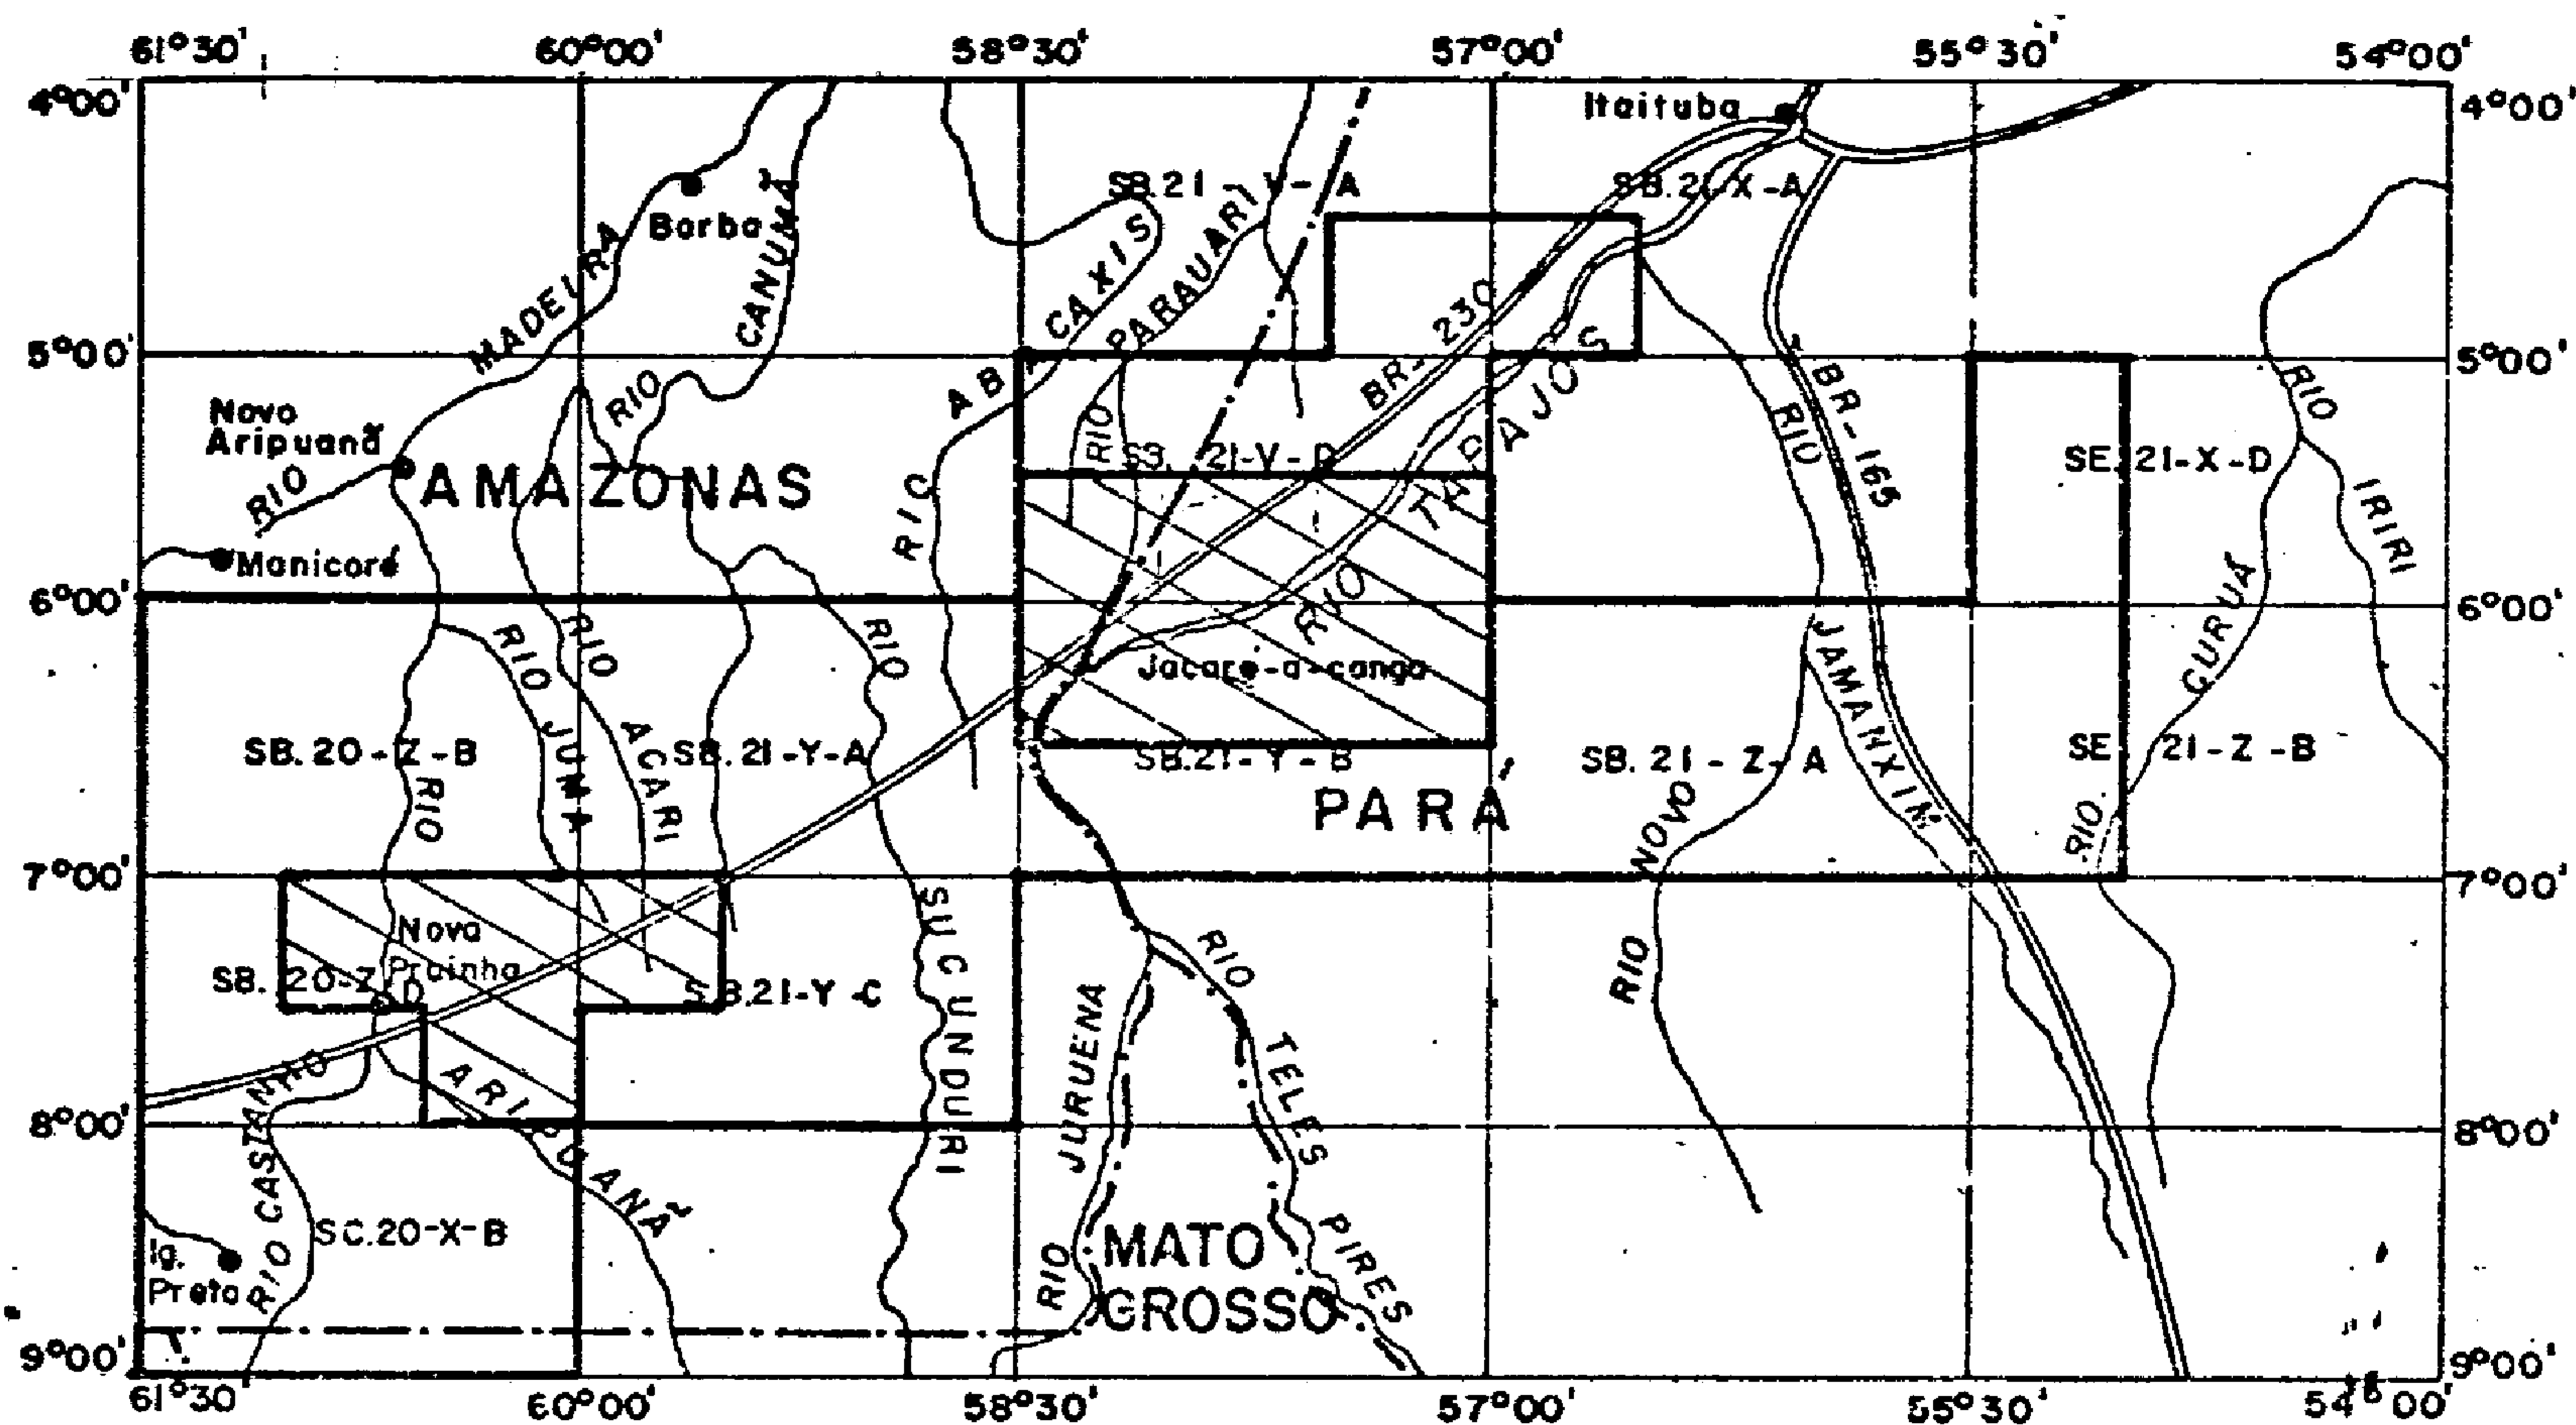 61°30' 60°00' 58°30' 57°00' 55°30' 54°00'
4°00' 4°00'
Itaituba
SB.21-V-A
SB.21-X-A
Borba
MADEIRA
CANUMÃ
ABACAXIS
PARAUARI
BR-230
5°00' 5°00'
RIO
RIO
RIO
TAPAJOS
RIO
BR-165
RIO
Novo
Aripuanã
RIO
AMAZONAS
RIO
SE.21-X-D
IRIRI
Manicoré
6°00' 6°00'
RIO
RIO
RIO
RIO
JAMANXIM
CURUÁ
Jacaré-a-canga
JUMA
ACARI
SB.20-Z-B
SB.21-Y-A
SB.21-Y-B
SB.21-Z-A
SE.21-Z-B
RIO
PARÁ
NOVO
RIO
7°00' 7°00'
Nova
Prainha
SB.20-Z-D
SB.21-Y-C
SUCUNDURI
RIO
RIO
JURUENA
TELES
RIO CASTANHO
ARIPUANÃ
8°00' 8°00'
SC.20-X-B
Ig.
Preto
RIO
MATO
GROSSO
PIRES
9°00' 9°00'
61°30' 60°00' 58°30' 57°00' 55°30' 54°00'